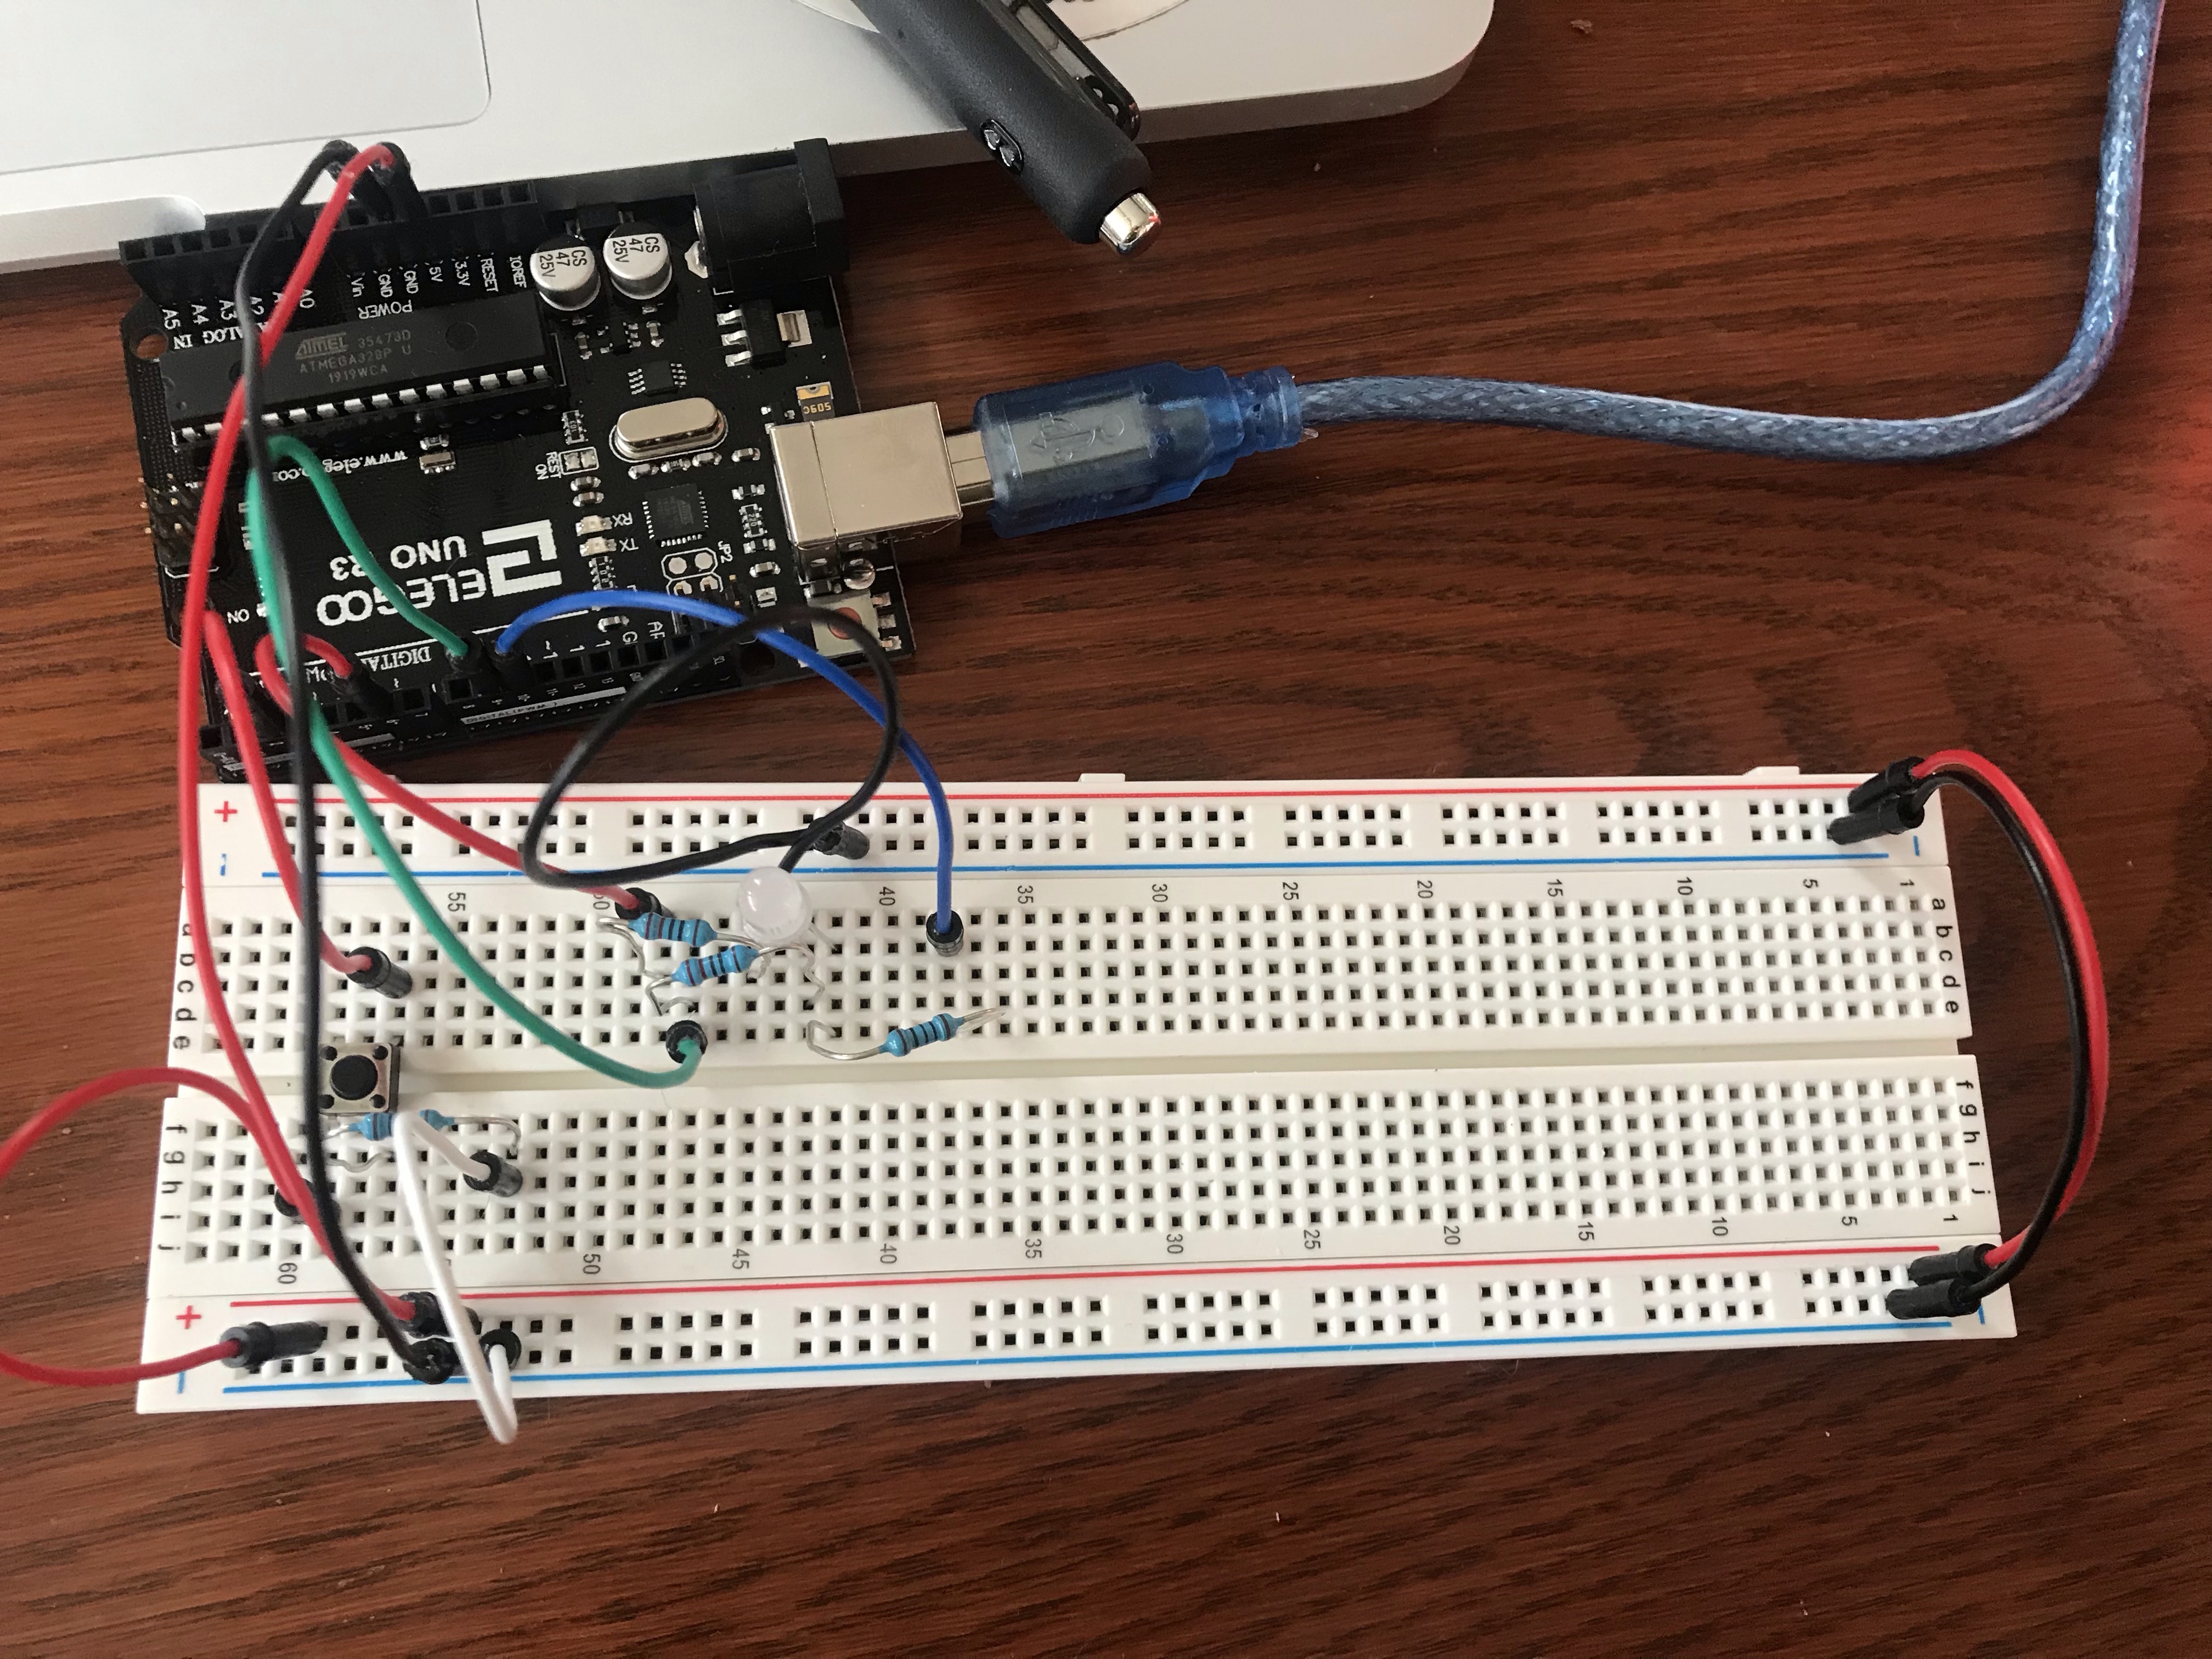 CS
47
25V
CS
47
25V
IOREF
RESET
3.3V
5V
GND
GND
Vin
POWER
A0
A2
A3
A4
A5
IN
ATMEL 35473D
ATMEGA328P U
1919WCA
REST
ON
RX
TX
JP2
ON
ELEGOO
UNO R3
DIGITAL
+
-
55
40
35
30
25
20
15
10
5
1
-
a
b
c
d
e
b
c
d
e
f
g
h
i
j
f
g
h
i
j
60
50
45
40
35
30
25
20
15
10
5
1
+
-